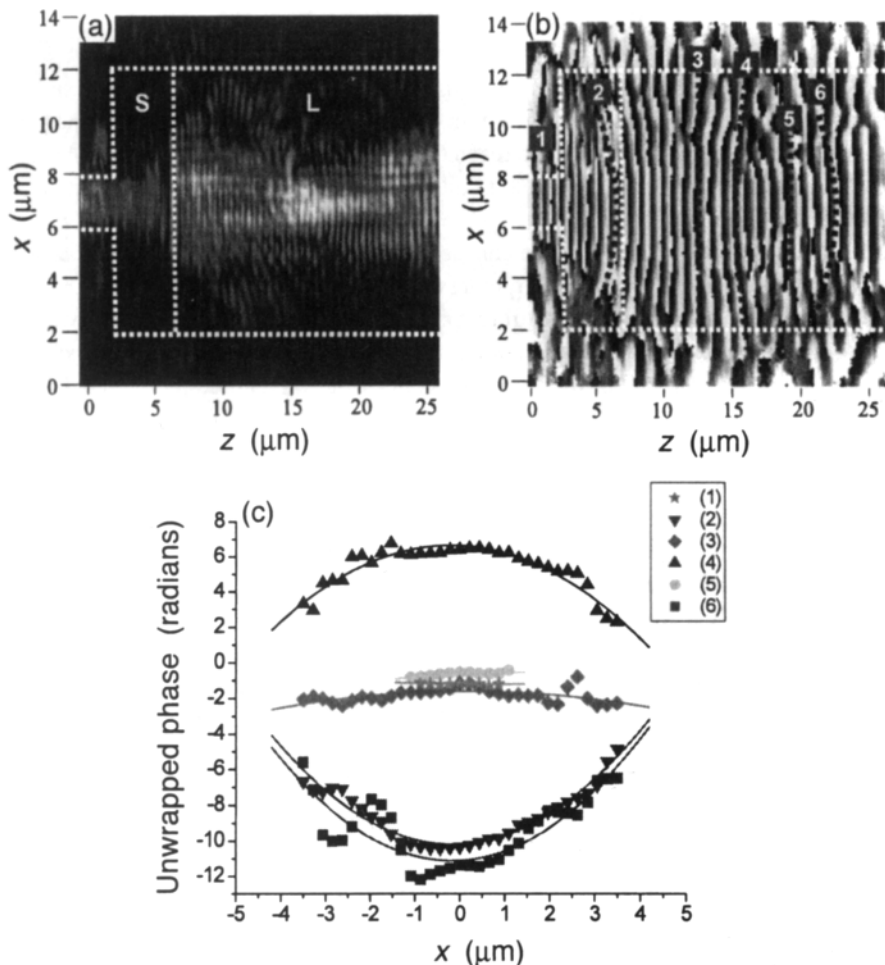 (a)
14
12
10
8
6
4
2
0
x (μm)
S
L
0 5 10 15 20 25
z (μm)
(b)
14
12
10
8
6
4
2
0
x (μm)
1
2
3
4
5
6
0 5 10 15 20 25
z (μm)
(c)
8
6
4
2
0
-2
-4
-6
-8
-10
-12
Unwrapped phase (radians)
(1)
(2)
(3)
(4)
(5)
(6)
-5 -4 -3 -2 -1 0 1 2 3 4 5
x (μm)